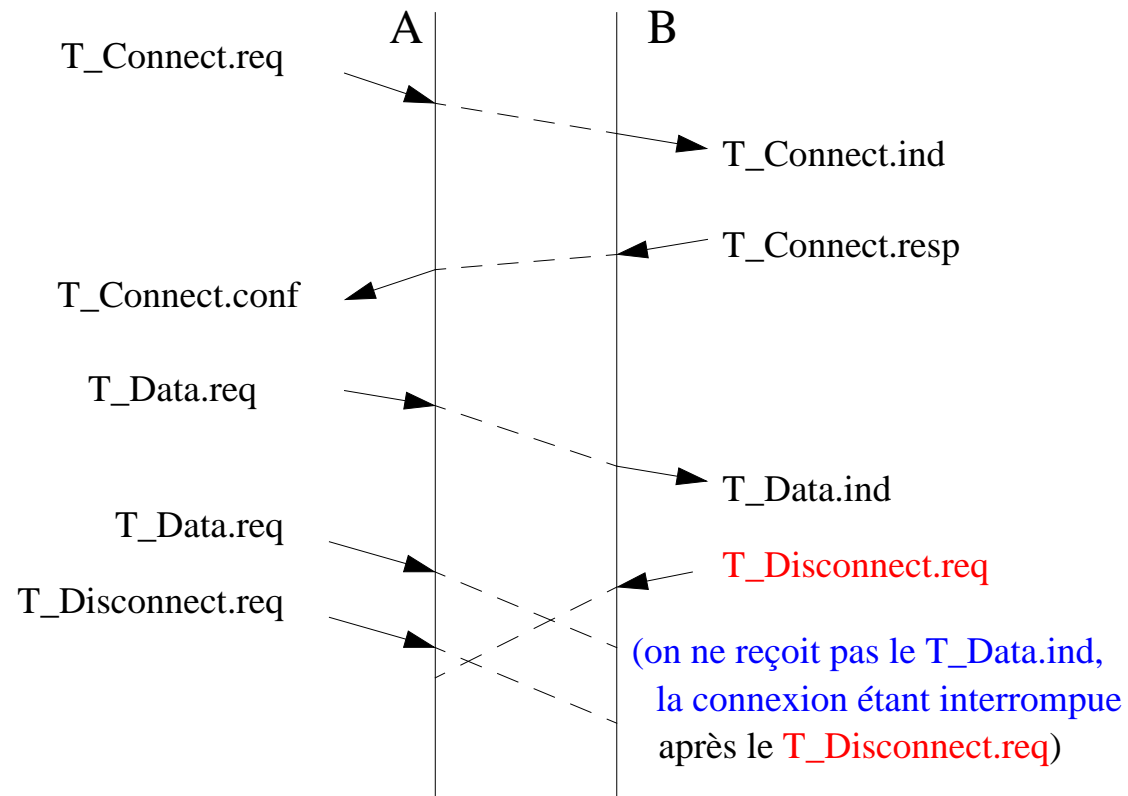 A
B
T_Connect.req
T_Connect.ind
T_Connect.resp
T_Connect.conf
T_Data.req
T_Data.ind
T_Data.req
T_Disconnect.req
T_Disconnect.req
(on ne reçoit pas le T_Data.ind,
la connexion étant interrompue
après le T_Disconnect.req)